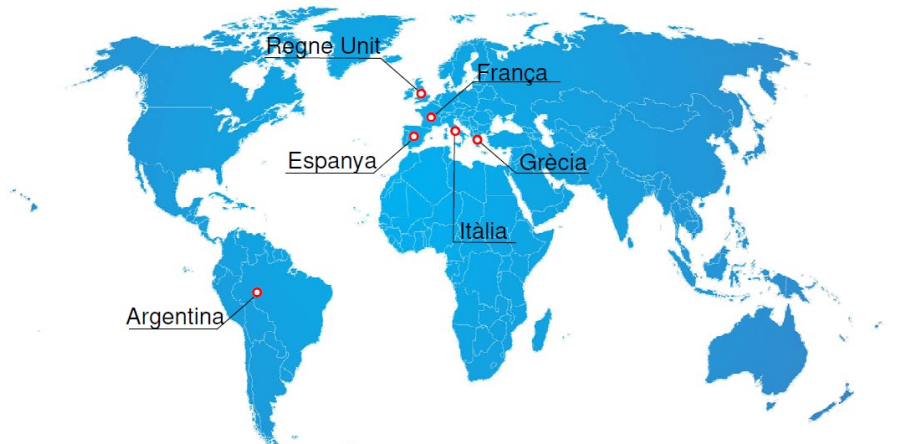 Regne Unit
França
Espanya
Grècia
Itàlia
Argentina